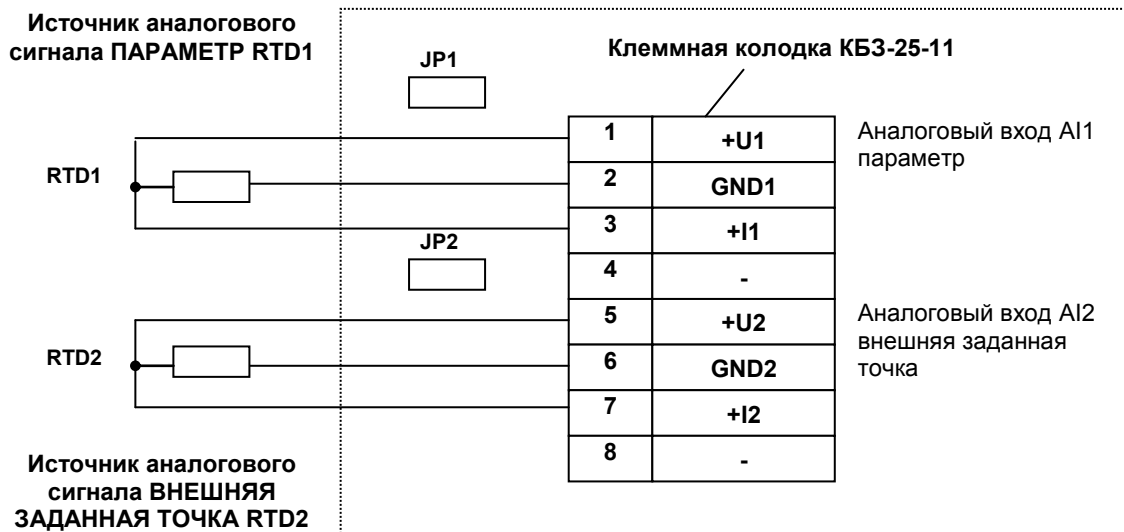 Источник аналогового
сигнала ПАРАМЕТР RTD1
JP1
Клеммная колодка КБЗ-25-11
RTD1
1 +U1
2 GND1
3 +I1
4 -
5 +U2
6 GND2
7 +I2
8 -
Аналоговый вход AI1
параметр
JP2
RTD2
Аналоговый вход AI2
внешняя заданная
точка
Источник аналогового
сигнала ВНЕШНЯЯ
ЗАДАННАЯ ТОЧКА RTD2